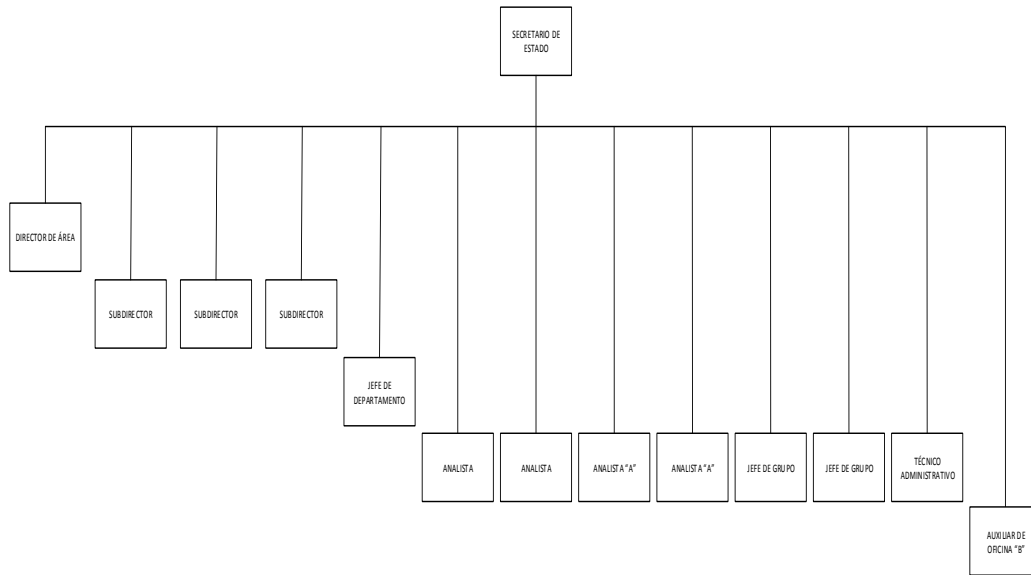 SECRETARIO DE
ESTADO
DIRECTOR DE ÁREA
SUBDIRECTOR
SUBDIRECTOR
SUBDIRECTOR
JEFE DE
DEPARTAMENTO
ANALISTA
ANALISTA
ANALISTA “A”
ANALISTA “A”
JEFE DE GRUPO
JEFE DE GRUPO
TÉCNICO
ADMINISTRATIVO
AUXILIAR DE
OFICINA “B”